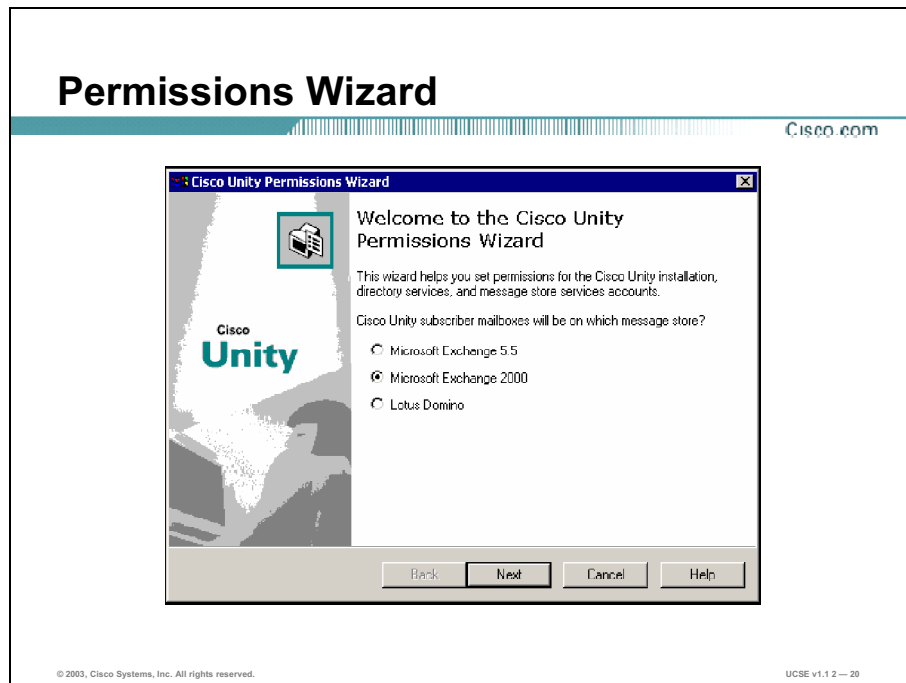 Permissions Wizard
Cisco.com
Cisco Unity Permissions Wizard
Welcome to the Cisco Unity
Permissions Wizard
This wizard helps you set permissions for the Cisco Unity installation,
directory services, and message store services accounts.
Cisco Unity subscriber mailboxes will be on which message store?
Microsoft Exchange 5.5
Microsoft Exchange 2000
Lotus Domino
Cisco
Unity
Back Next Cancel Help
© 2003, Cisco Systems, Inc. All rights reserved.
UCSE v1.1 2 — 20